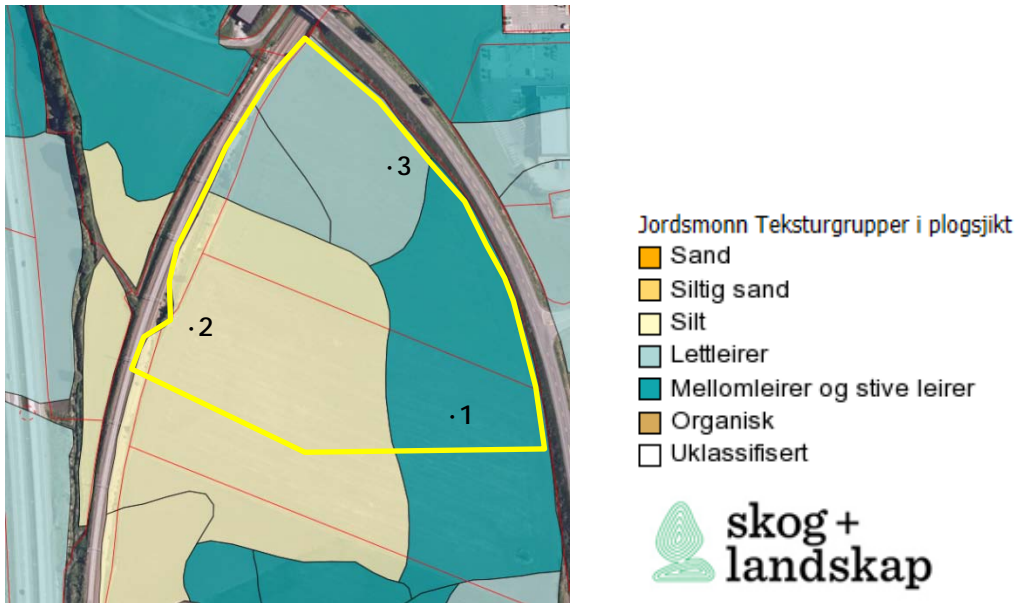 · 3
· 2
· 1
Jordsmonn Teksturgrupper i plogsjikt
Sand
Siltig sand
Silt
Lettleirer
Mellomleirer og stive leirer
Organisk
Uklassifisert
skog +
landskap